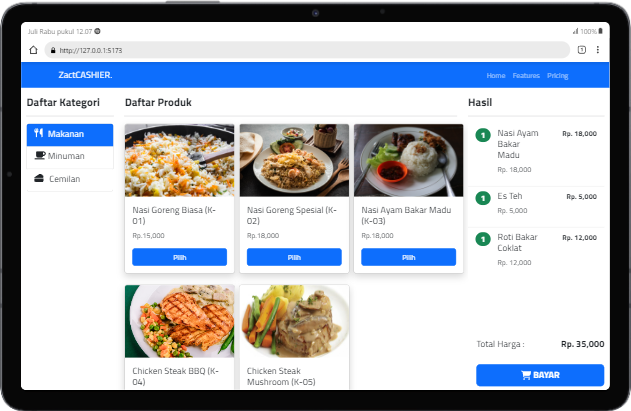 Juli Rabu pukul 12.07
100%
http://127.0.0.1:5173
ZactCASHIER.
Home Features Pricing
Daftar Kategori
Makanan
Minuman
Cemilan
Daftar Produk
Nasi Goreng Biasa (K-
01)
Rp.15,000
Pilih
Nasi Goreng Spesial (K-
02)
Rp.18,000
Pilih
Nasi Ayam Bakar Madu
(K-03)
Rp.18,000
Pilih
Chicken Steak BBQ (K-
04)
Chicken Steak
Mushroom (K-05)
Hasil
1 Nasi Ayam Rp. 18,000
Bakar
Madu
Rp. 18,000
1 Es Teh Rp. 5,000
Rp. 5,000
1 Roti Bakar Rp. 12,000
Coklat
Rp. 12,000
Total Harga : Rp. 35,000
BAYAR